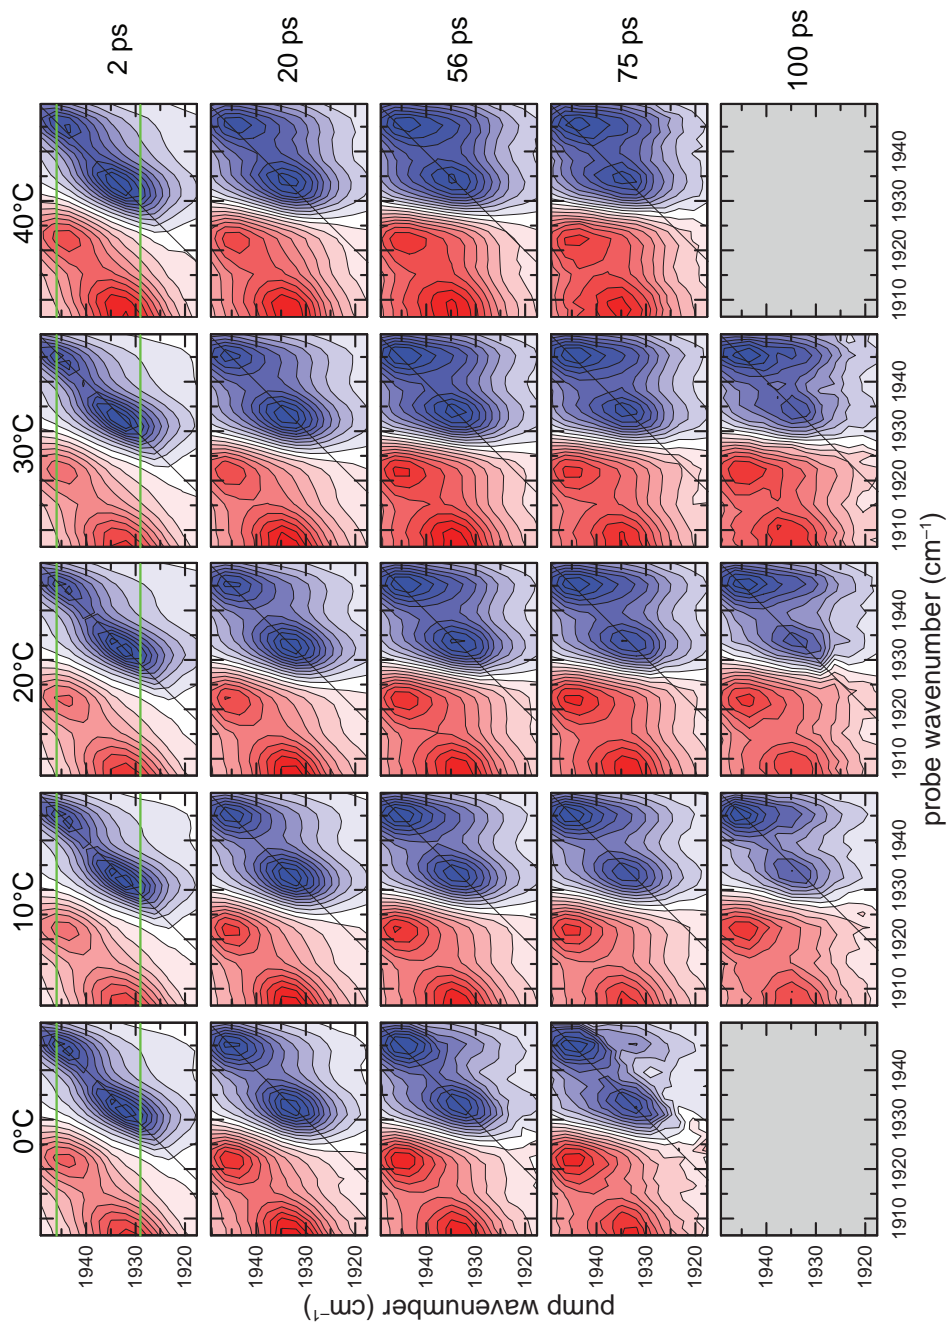 0°C 10°C 20°C 30°C 40°C
1940
1930
1920
2 ps
1940
1930
1920
20 ps
pump wavenumber (cm⁻¹)
1940
1930
1920
56 ps
1940
1930
1920
75 ps
1940
1930
1920
100 ps
1910 1920 1930 1940 1910 1920 1930 1940 1910 1920 1930 1940 1910 1920 1930 1940 1910 1920 1930 1940
probe wavenumber (cm⁻¹)